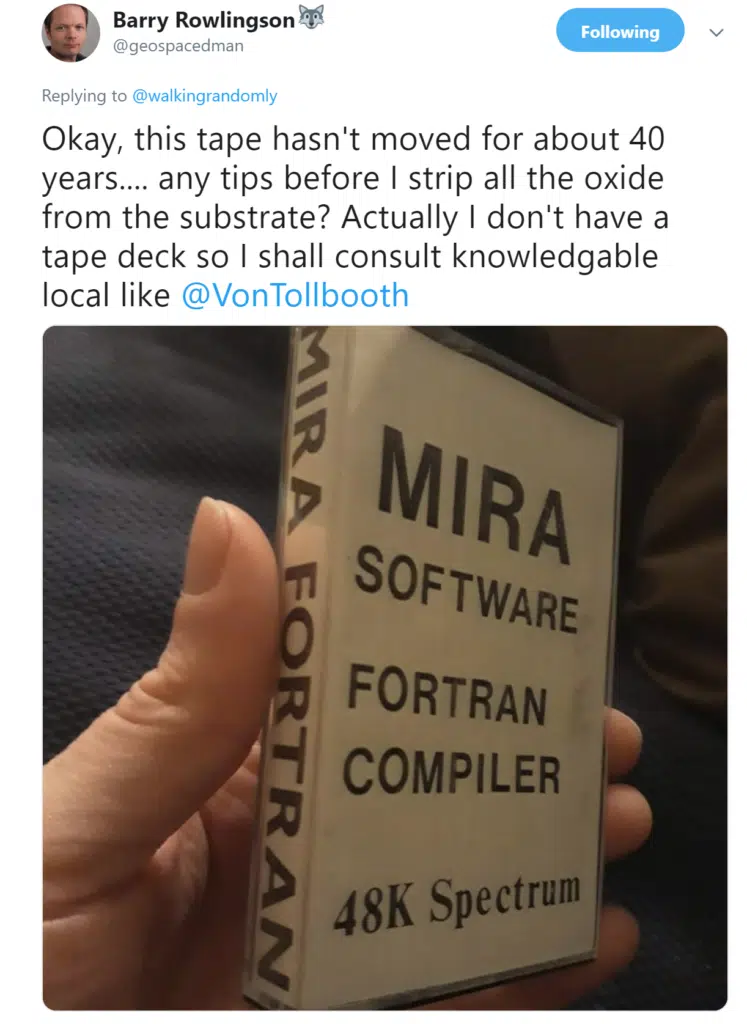 Barry Rowlingson🐺
@geospacedman
Following
Replying to @walkingrandomly
Okay, this tape hasn't moved for about 40
years.... any tips before I strip all the oxide
from the substrate? Actually I don't have a
tape deck so I shall consult knowledgable
local like @VonTollbooth
MIRA FORTRAN
MIRA
SOFTWARE
FORTRAN
COMPILER
48K Spectrum